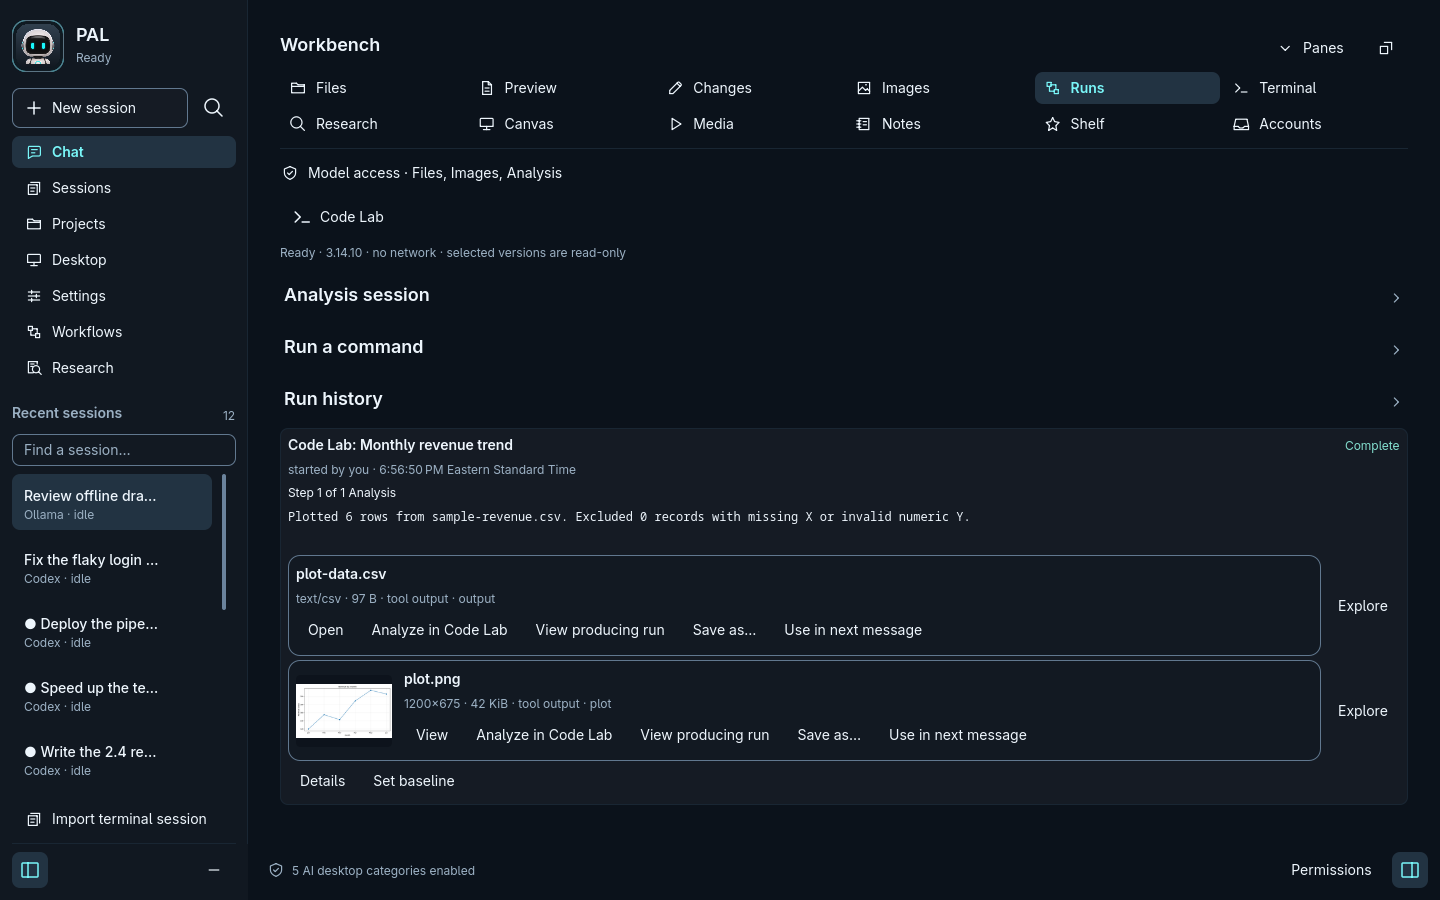 PAL
Ready
New session
Chat
Sessions
Projects
Desktop
Settings
Workflows
Research
Recent sessions
12
Find a session...
Review offline dra...
Ollama · idle
Fix the flaky login ...
Codex · idle
Deploy the pipe...
Codex · idle
Speed up the te...
Codex · idle
Write the 2.4 re...
Codex · idle
Import terminal session
Workbench
Panes
Files Preview Changes Images Runs Terminal
Research Canvas Media Notes Shelf Accounts
Model access · Files, Images, Analysis
Code Lab
Ready · 3.14.10 · no network · selected versions are read-only
Analysis session
Run a command
Run history
Code Lab: Monthly revenue trend Complete
started by you · 6:56:50 PM Eastern Standard Time
Step 1 of 1 Analysis
Plotted 6 rows from sample-revenue.csv. Excluded 0 records with missing X or invalid numeric Y.
plot-data.csv
text/csv · 97 B · tool output · output
Open Analyze in Code Lab View producing run Save as... Use in next message
Explore
plot.png
1200×675 · 42 KiB · tool output · plot
View Analyze in Code Lab View producing run Save as... Use in next message
Explore
Details Set baseline
5 AI desktop categories enabled
Permissions